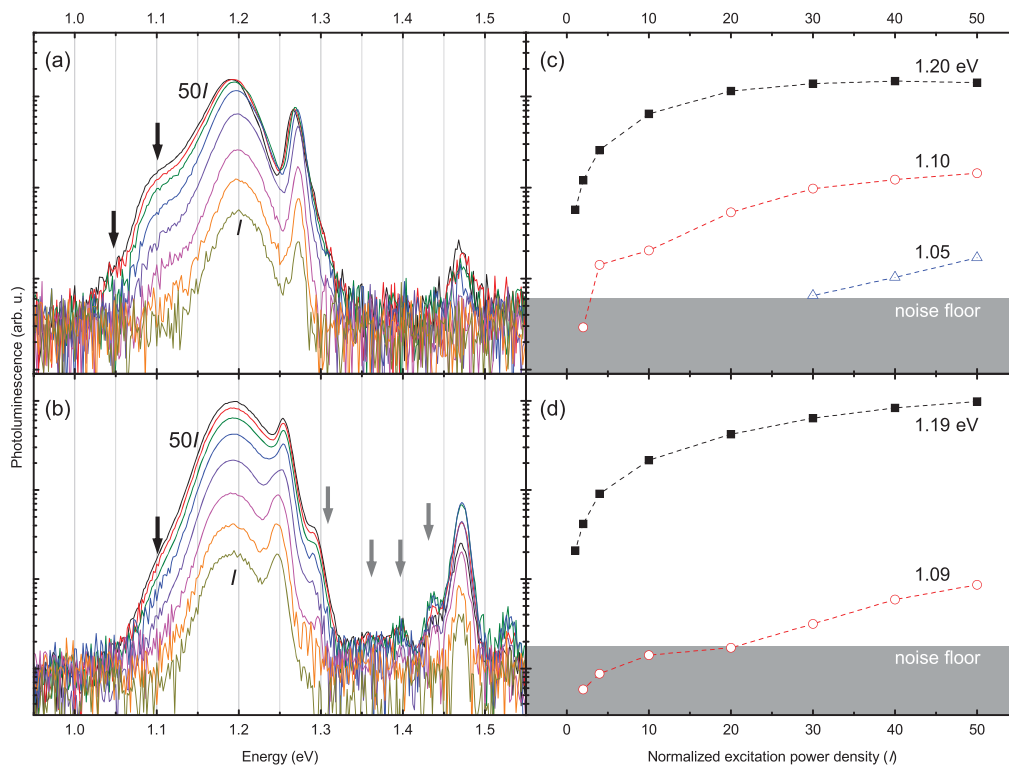 1.0 1.1 1.2 1.3 1.4 1.5
0 10 20 30 40 50
(a)
50I
I
(c)
1.20 eV
1.10
1.05
noise floor
Photoluminescence (arb. u.)
(b)
50I
I
(d)
1.19 eV
1.09
noise floor
1.0 1.1 1.2 1.3 1.4 1.5
0 10 20 30 40 50
Energy (eV)
Normalized excitation power density (I)